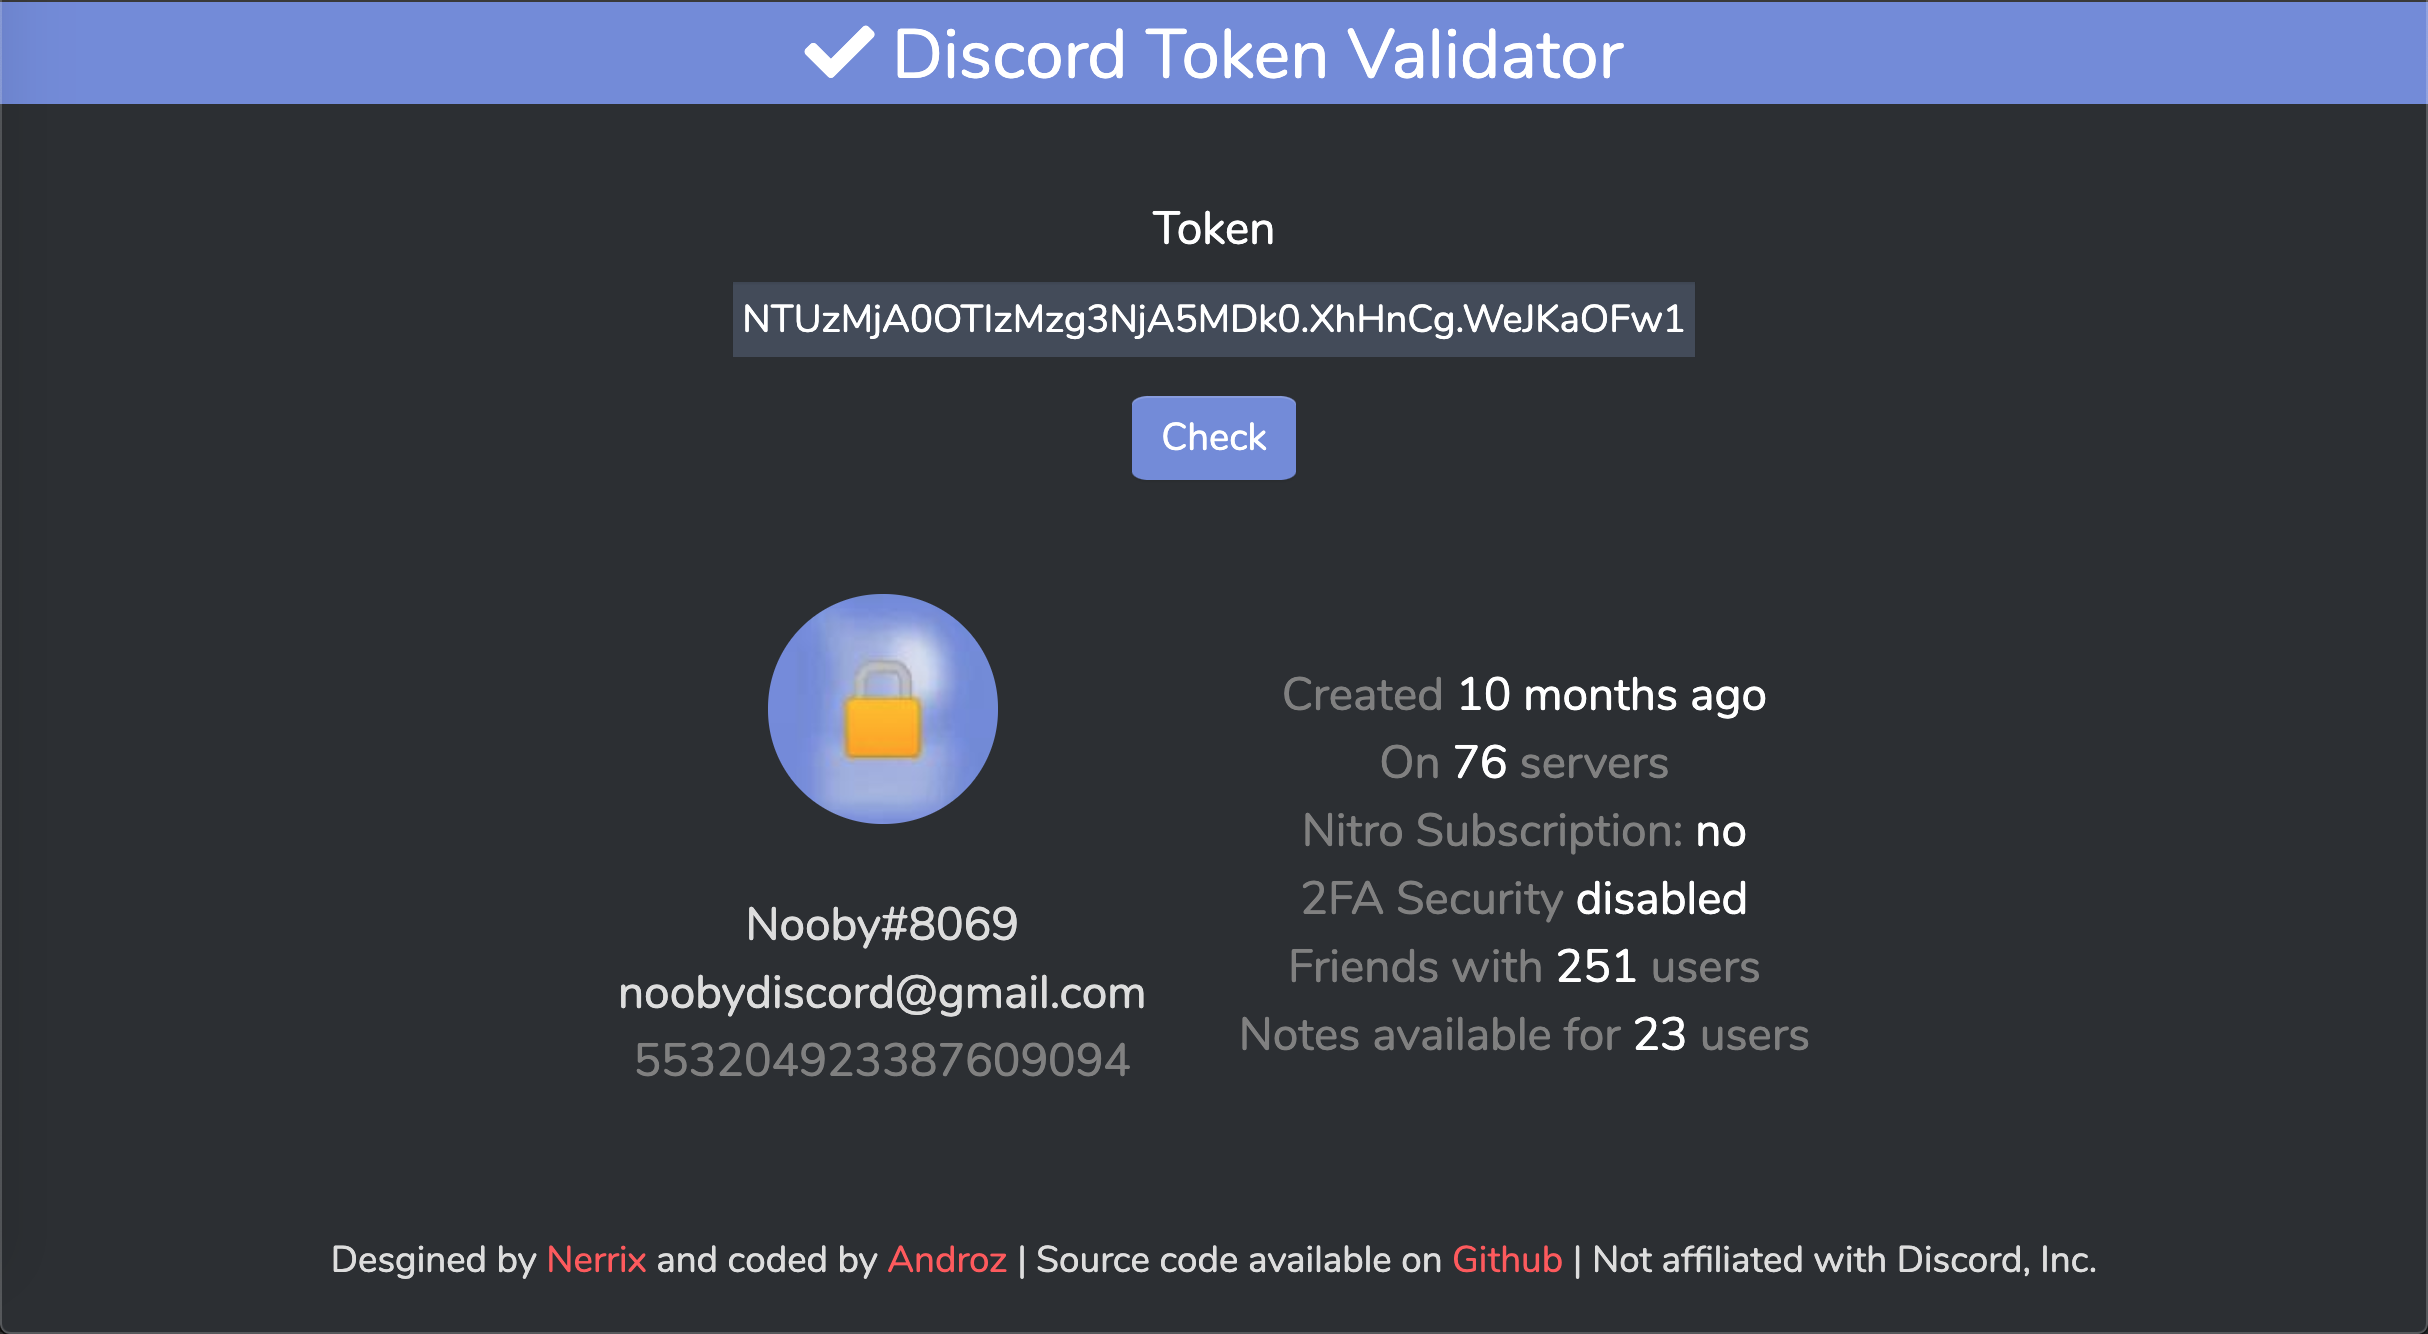 Discord Token Validator
Token
NTUzMjA0OTIzMzg3NjA5MDk0.XhHnCg.WeJKaOFw1
Check
Created 10 months ago
On 76 servers
Nitro Subscription: no
2FA Security disabled
Friends with 251 users
Notes available for 23 users
Nooby#8069
noobydiscord@gmail.com
553204923387609094
Desgined by Nerrix and coded by Androz | Source code available on Github | Not affiliated with Discord, Inc.